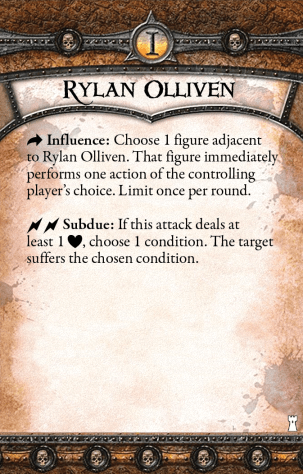 I
RYLAN OLLIVEN
Influence: Choose 1 figure adjacent
to Rylan Olliven. That figure immediately
performs one action of the controlling
player's choice. Limit once per round.
Subdue: If this attack deals at
least 1 ♥, choose 1 condition. The target
suffers the chosen condition.